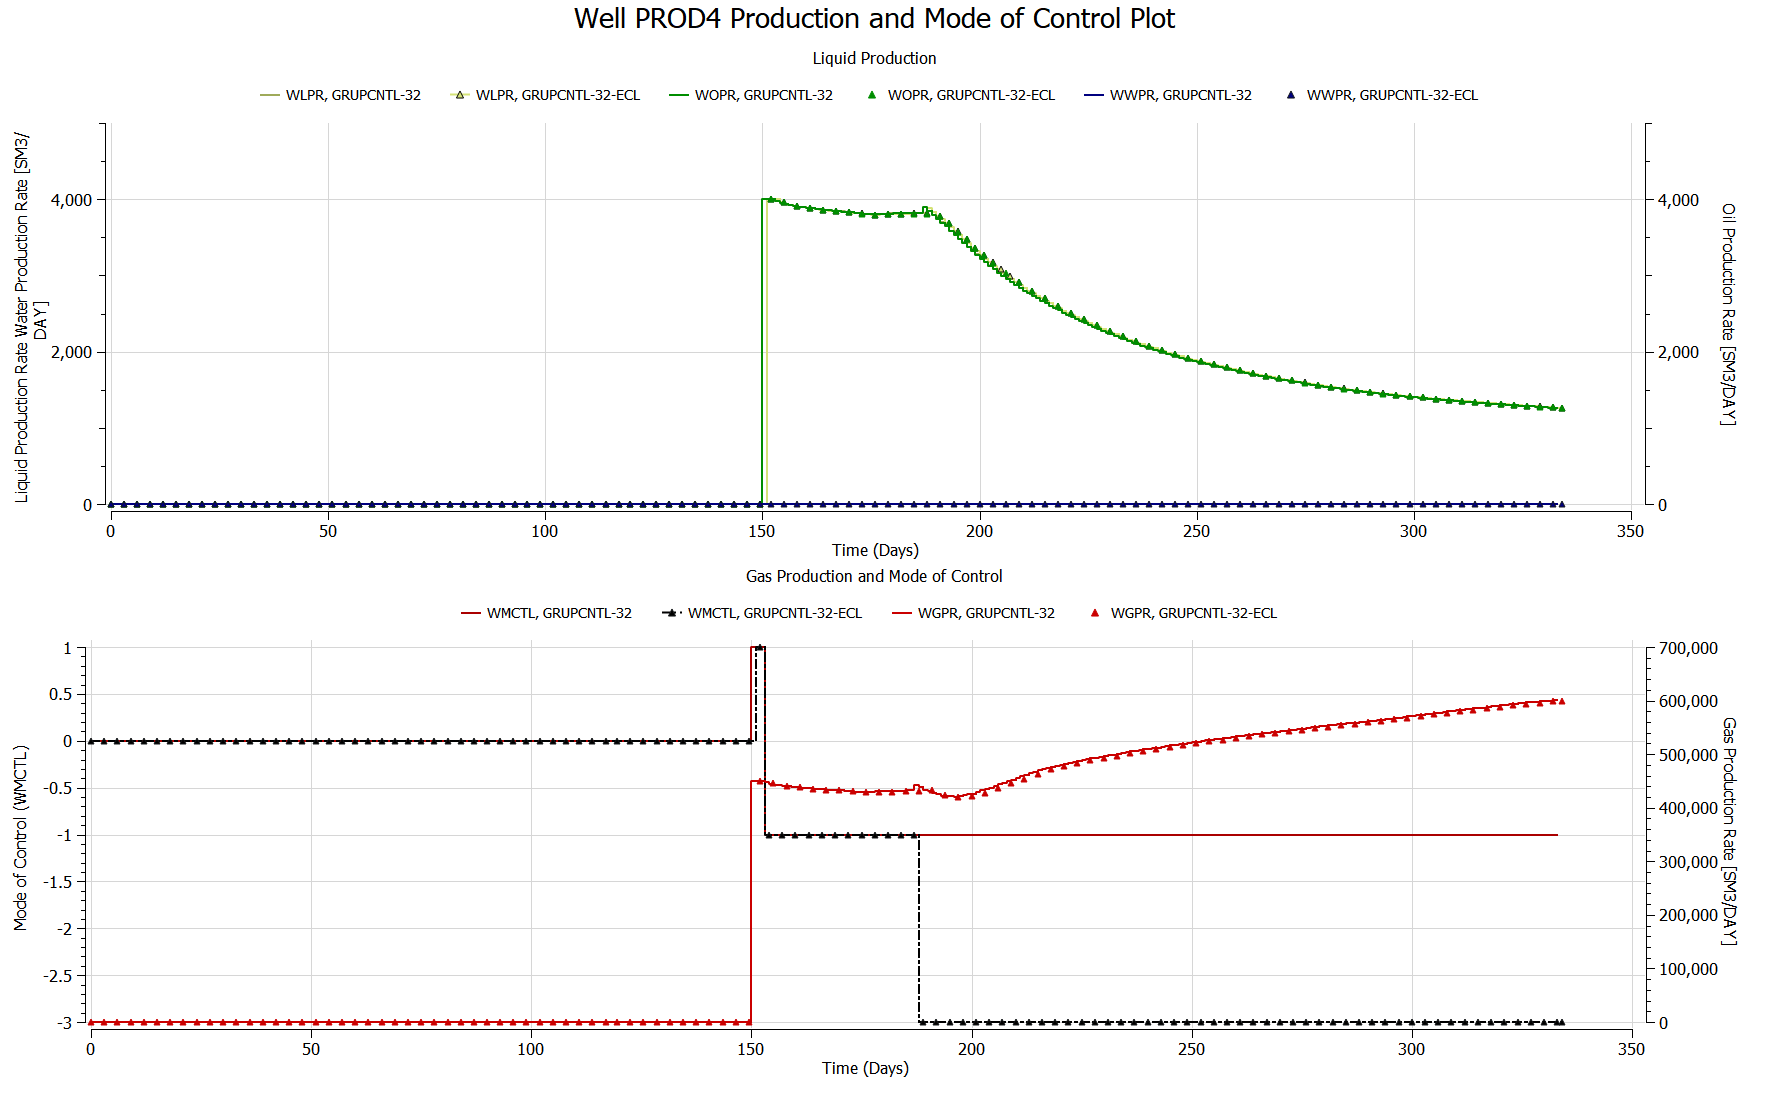 Well PROD4 Production and Mode of Control Plot
Liquid Production
WLPR, GRUPCNTL-32 WLPR, GRUPCNTL-32-ECL WOPR, GRUPCNTL-32 WOPR, GRUPCNTL-32-ECL WWPR, GRUPCNTL-32 WWPR, GRUPCNTL-32-ECL
Liquid Production Rate Water Production Rate [SM3/
DAY]
4,000
2,000
0
4,000
2,000
0
Oil Production Rate [SM3/DAY]
0 50 100 150 200 250 300 350
Time (Days)
Gas Production and Mode of Control
WMCTL, GRUPCNTL-32 WMCTL, GRUPCNTL-32-ECL WGPR, GRUPCNTL-32 WGPR, GRUPCNTL-32-ECL
Mode of Control (WMCTL)
1
0.5
0
-0.5
-1
-1.5
-2
-2.5
-3
700,000
600,000
500,000
400,000
300,000
200,000
100,000
0
Gas Production Rate [SM3/DAY]
0 50 100 150 200 250 300 350
Time (Days)